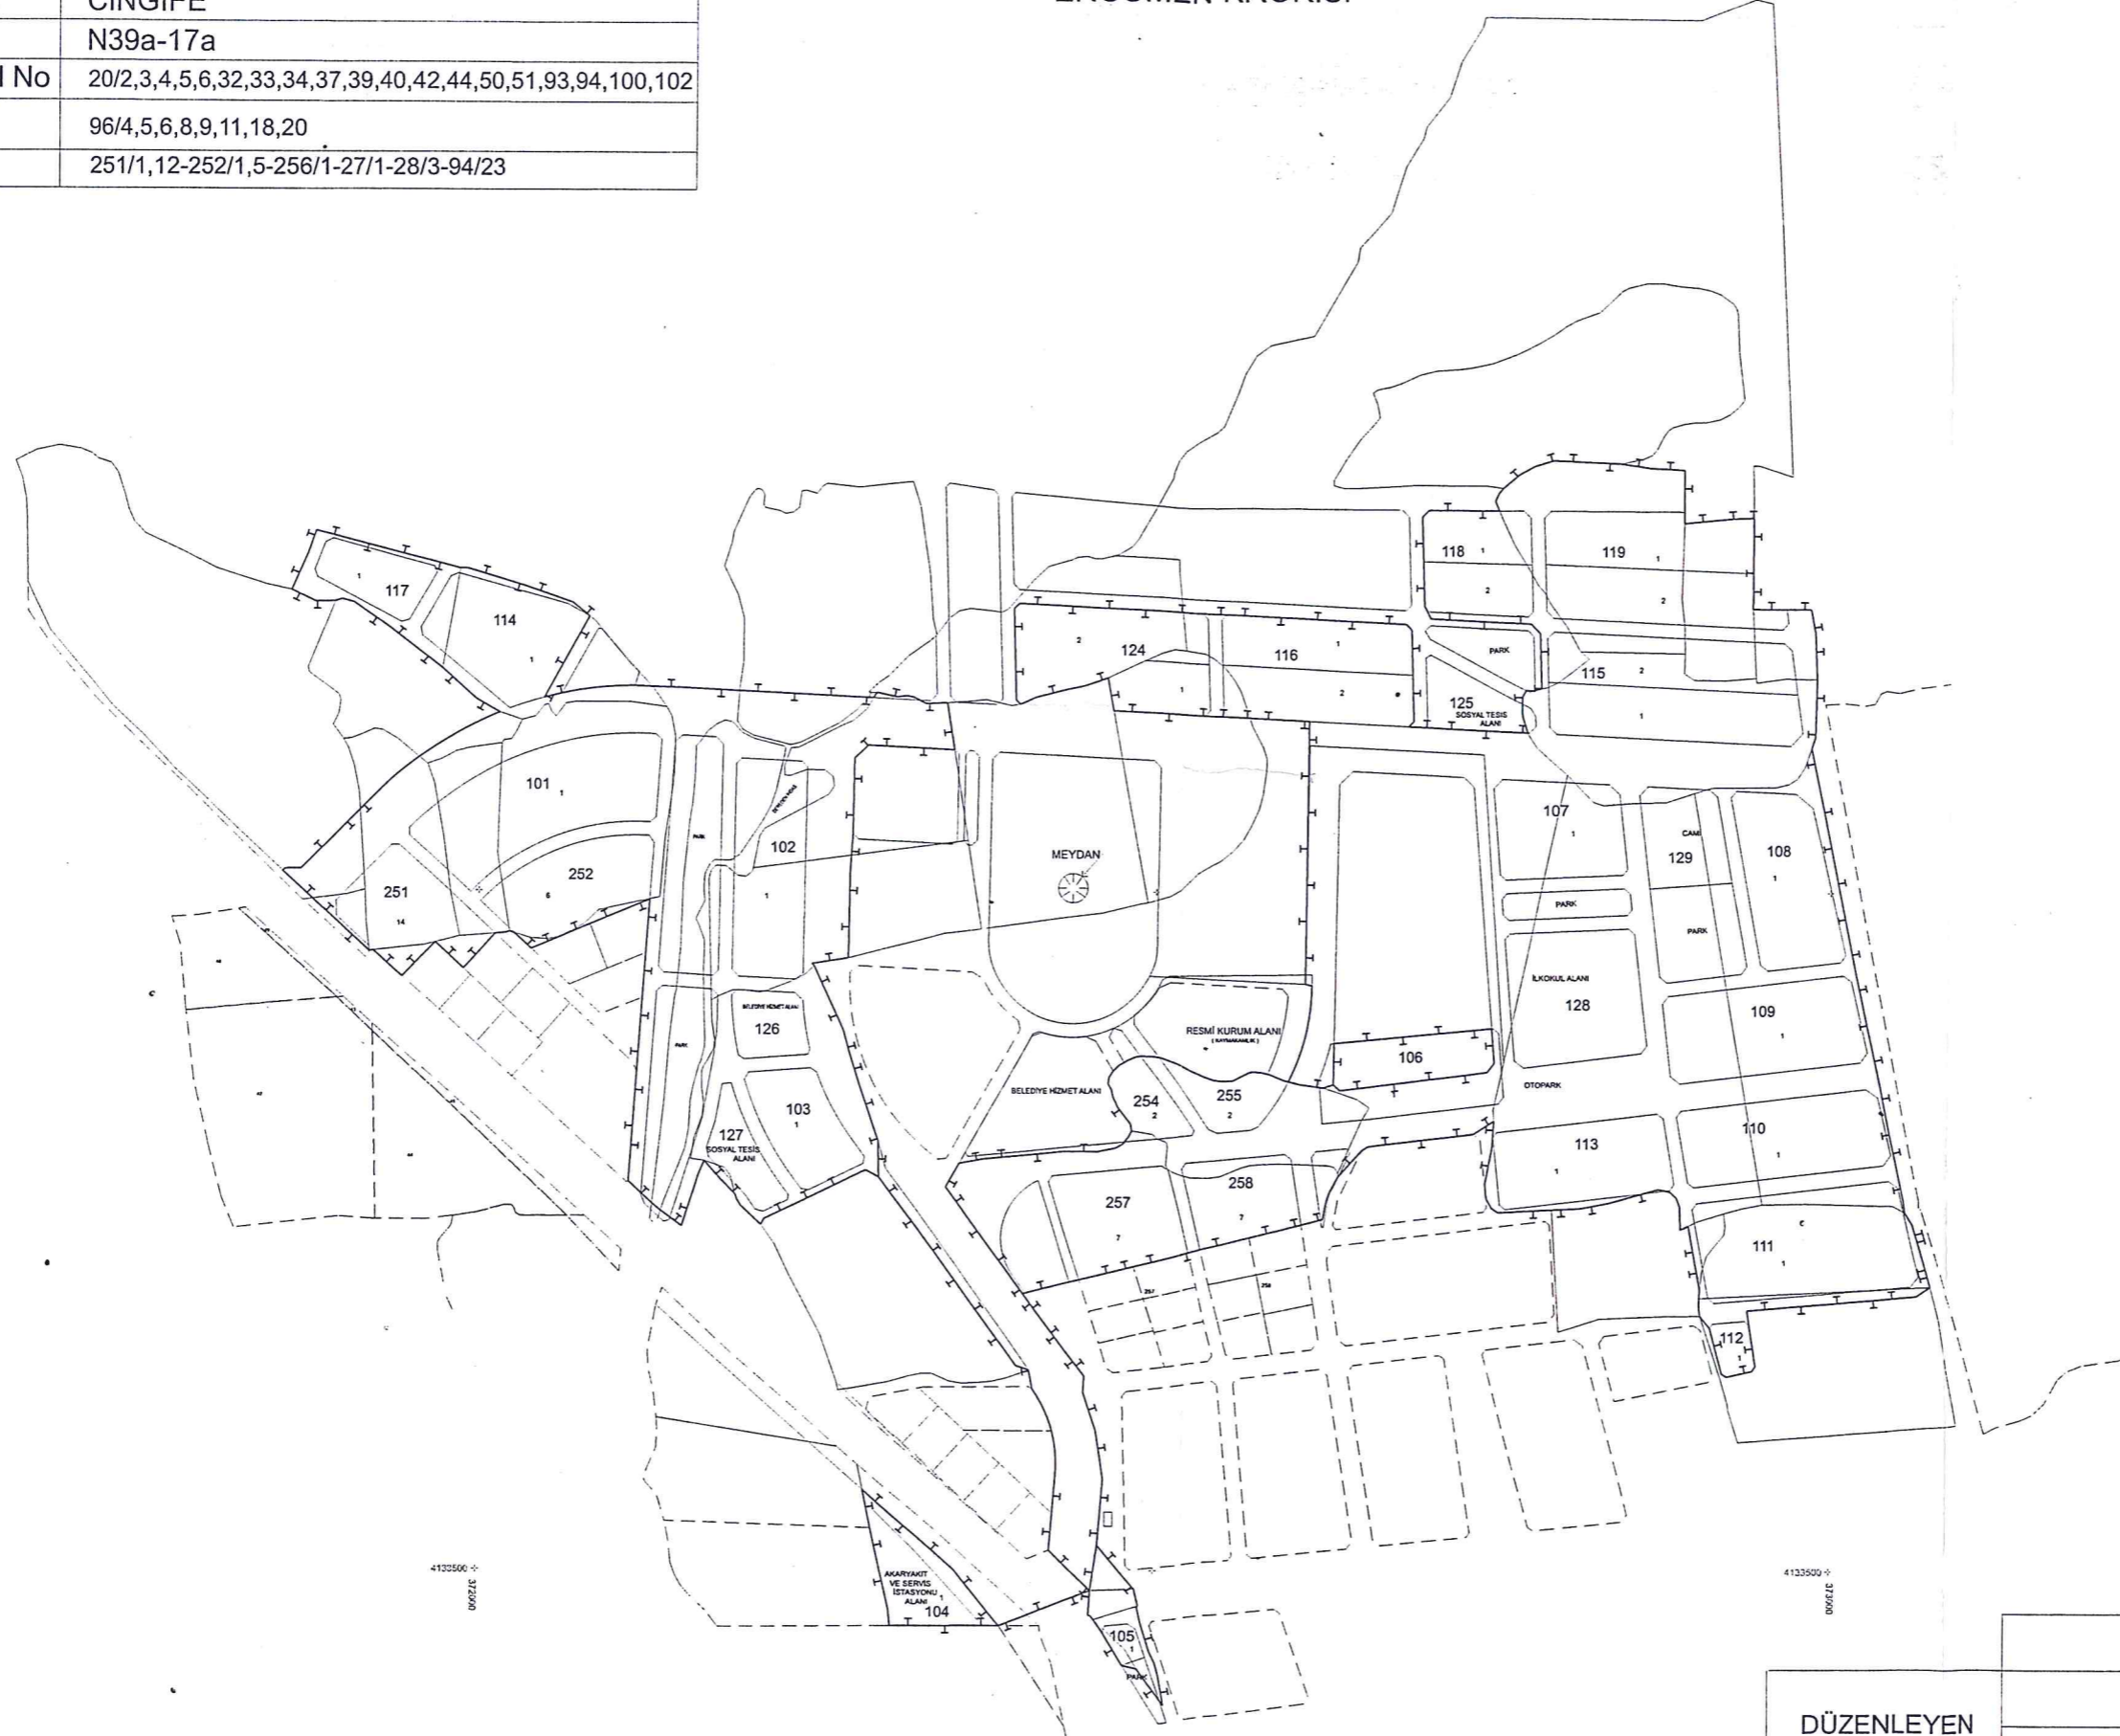 CİNGİFE
N39a-17a
No
20/2,3,4,5,6,32,33,34,37,39,40,42,44,50,51,93,94,100,102
96/4,5,6,8,9,11,18,20
251/1,12-252/1,5-256/1-27/1-28/3-94/23
118 1
2
119 1
2
1
117
114
1
2
124
1
116
1
2
PARK
125
SOSYAL TESİS
ALANI
115
2
1
101 1
252
6
251
14
PARK
102
1
MEYDAN
107
1
CAMİ
129
108
1
PARK
PARK
İLKOKUL ALANI
128
109
1
PARK
BELEDİYE HİZMET ALANI
126
RESMİ KURUM ALANI
( KAYMAKAMLIK )
106
OTOPARK
BELEDİYE HİZMET ALANI
254
2
255
2
103
1
127
SOSYAL TESİS
ALANI
113
1
110
1
257
7
258
7
111
1
257
258
112
1
4133500
372000
AKARYAKIT
VE SERVİS
İSTASYONU
ALANI
1
104
105
1
PARK
4133500
373000
DÜZENLEYEN